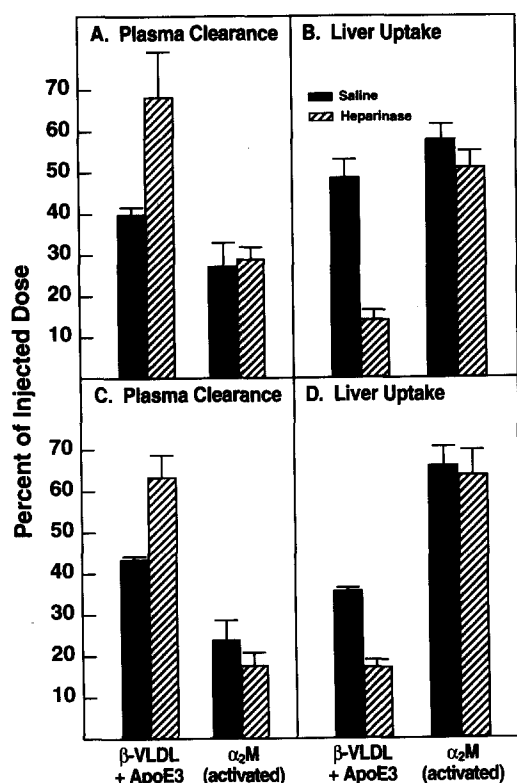 A. Plasma Clearance
B. Liver Uptake
Saline
Heparinase
70
60
50
40
30
20
10
Percent of Injected Dose
C. Plasma Clearance
D. Liver Uptake
70
60
50
40
30
20
10
β-VLDL
+ ApoE3
α₂M
(activated)
β-VLDL
+ ApoE3
α₂M
(activated)